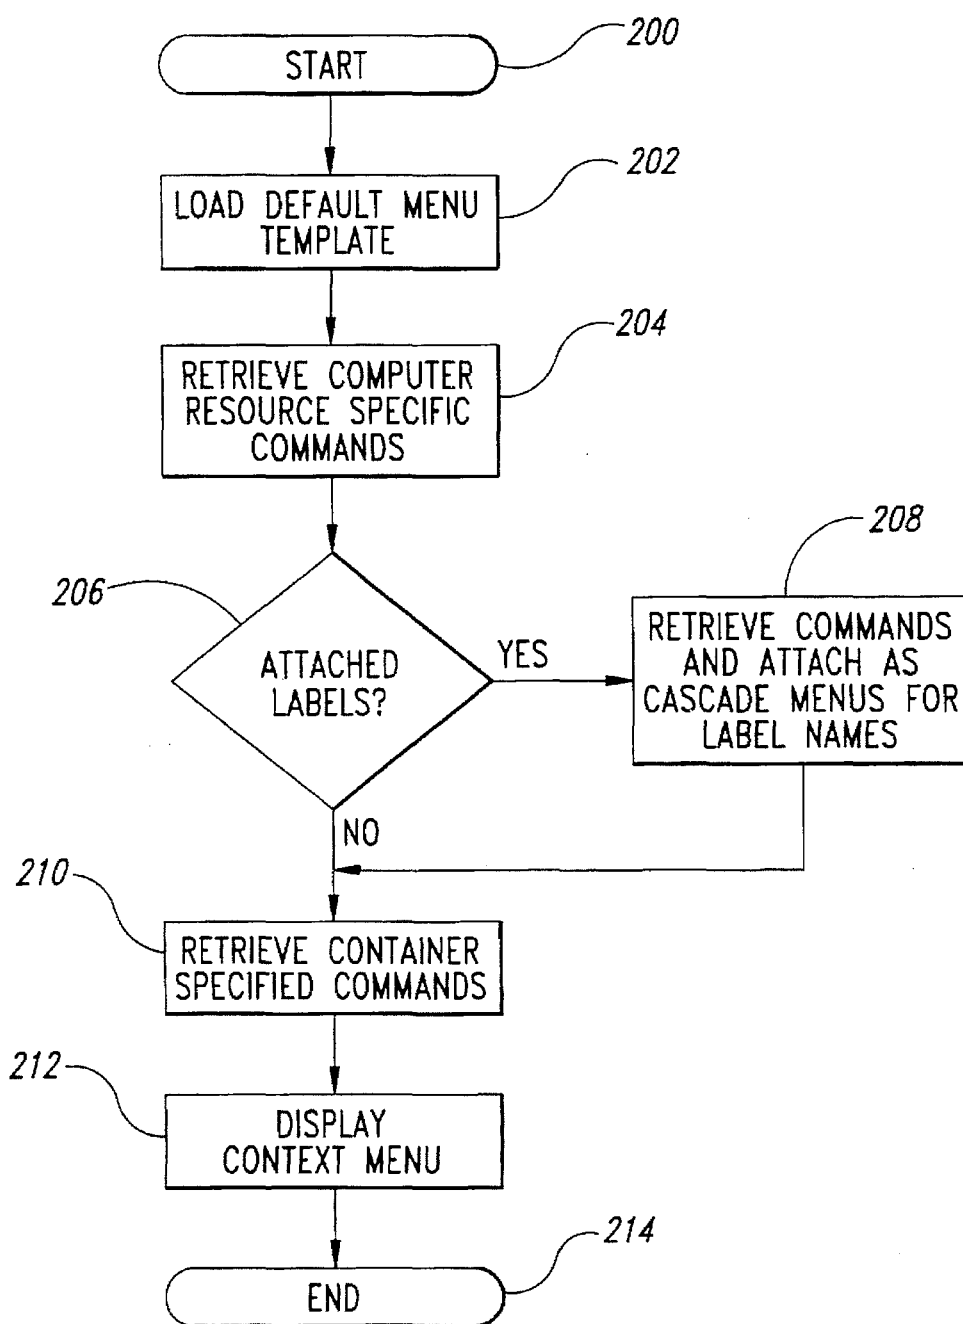 200
START
202
LOAD DEFAULT MENU
TEMPLATE
204
RETRIEVE COMPUTER
RESOURCE SPECIFIC
COMMANDS
206
ATTACHED
LABELS?
YES
208
RETRIEVE COMMANDS
AND ATTACH AS
CASCADE MENUS FOR
LABEL NAMES
NO
210
RETRIEVE CONTAINER
SPECIFIED COMMANDS
212
DISPLAY
CONTEXT MENU
214
END